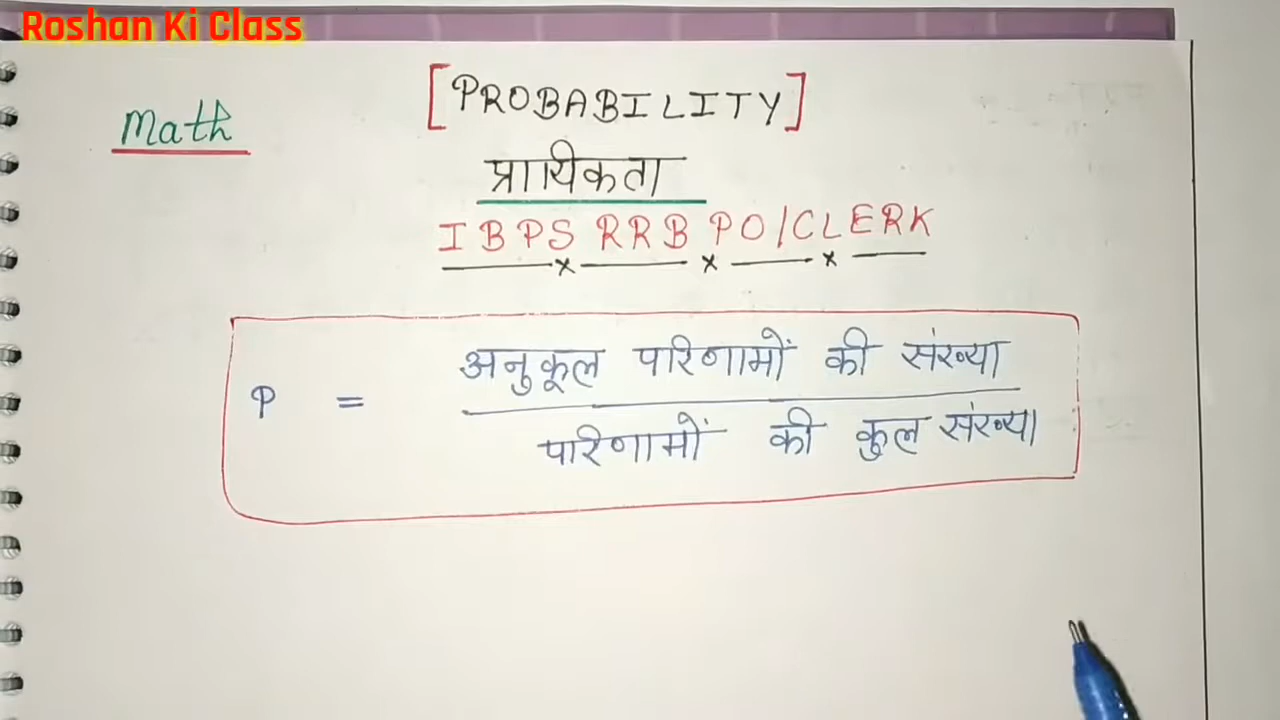 Roshan Ki Class
Math
[PROBABILITY]
प्रायिकता
IBPS RRB PO/CLERK
P = अनुकूल परिणामों की संख्या
परिणामों की कुल संख्या